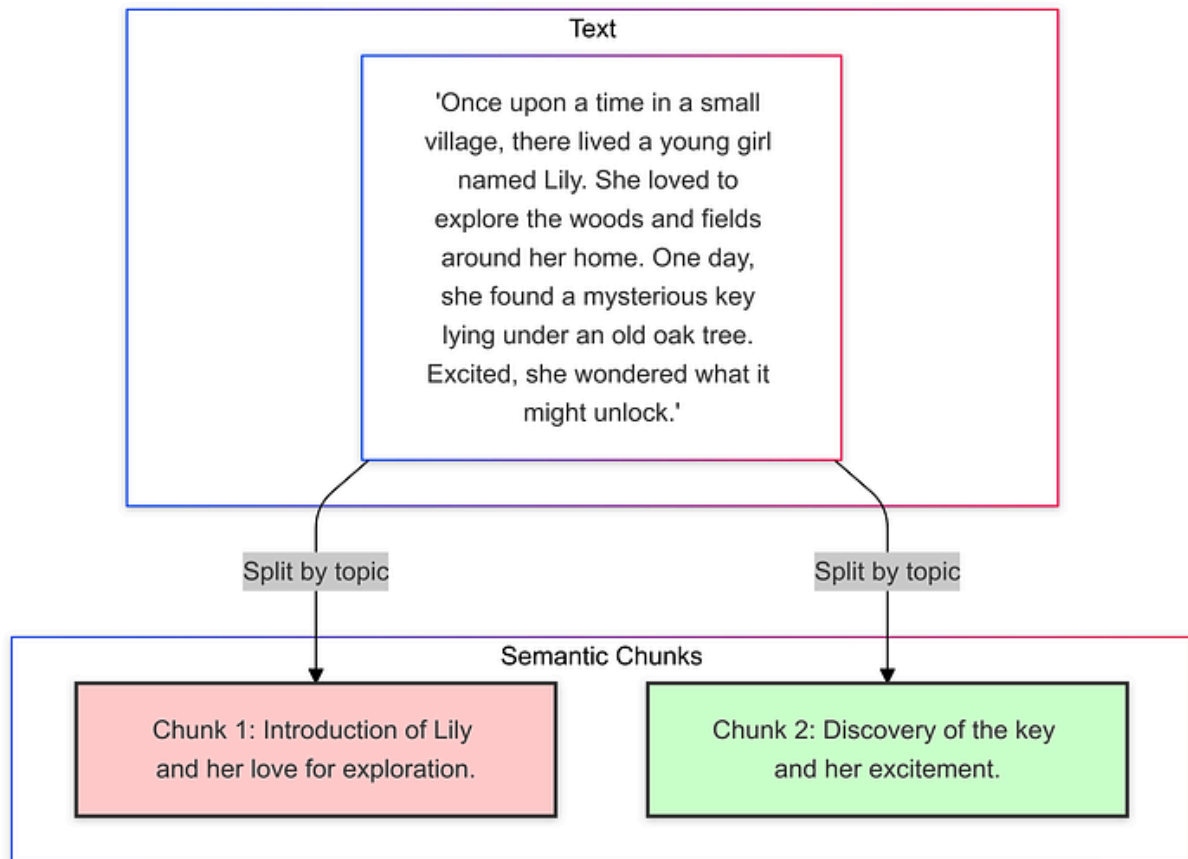 Text
'Once upon a time in a small
village, there lived a young girl
named Lily. She loved to
explore the woods and fields
around her home. One day,
she found a mysterious key
lying under an old oak tree.
Excited, she wondered what it
might unlock.'
Split by topic
Split by topic
Semantic Chunks
Chunk 1: Introduction of Lily
and her love for exploration.
Chunk 2: Discovery of the key
and her excitement.